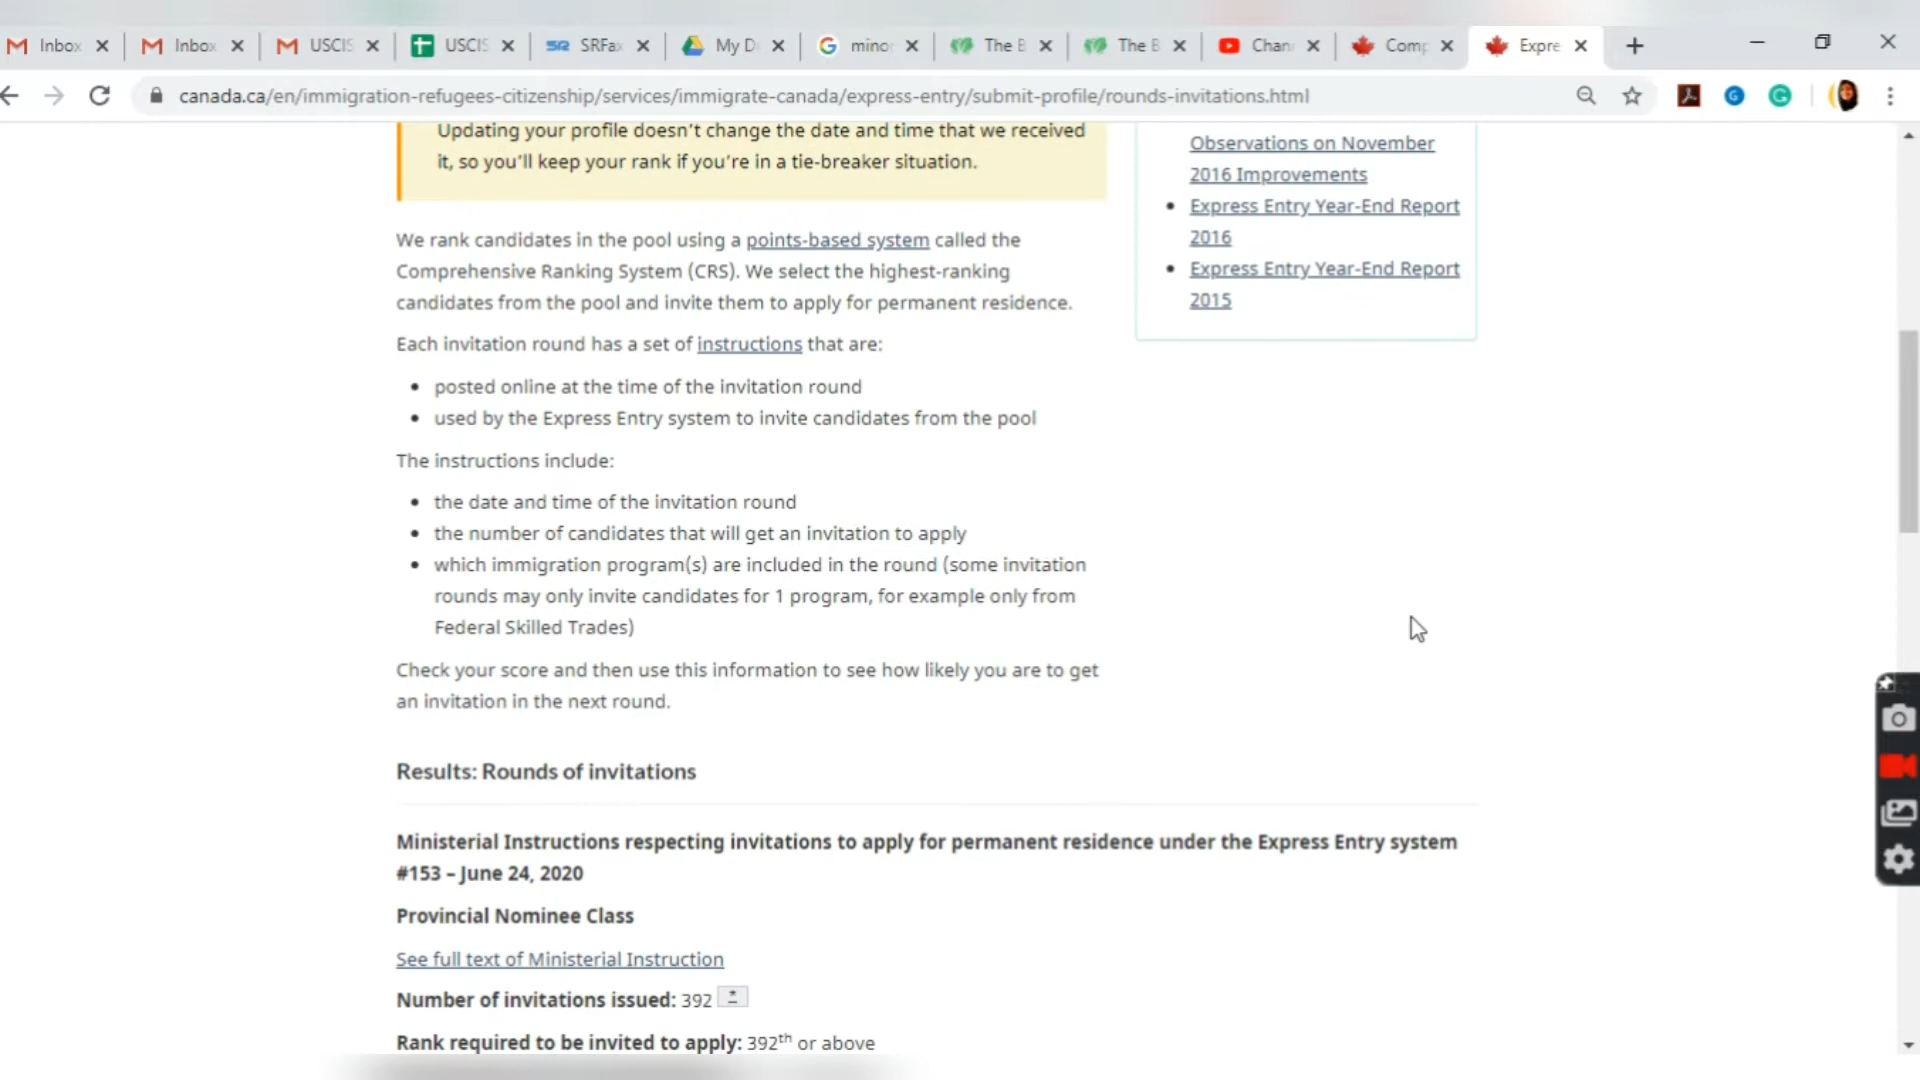 Inbox
Inbox
USCIS
USCIS
SRFax
My D
mino
The B
The B
Chan
Comp
Expre
canada.ca/en/immigration-refugees-citizenship/services/immigrate-canada/express-entry/submit-profile/rounds-invitations.html
Updating your profile doesn't change the date and time that we received
it, so you'll keep your rank if you're in a tie-breaker situation.
We rank candidates in the pool using a points-based system called the
Comprehensive Ranking System (CRS). We select the highest-ranking
candidates from the pool and invite them to apply for permanent residence.
Each invitation round has a set of instructions that are:
• posted online at the time of the invitation round
• used by the Express Entry system to invite candidates from the pool
The instructions include:
• the date and time of the invitation round
• the number of candidates that will get an invitation to apply
• which immigration program(s) are included in the round (some invitation
rounds may only invite candidates for 1 program, for example only from
Federal Skilled Trades)
Check your score and then use this information to see how likely you are to get
an invitation in the next round.
Observations on November
2016 Improvements
• Express Entry Year-End Report
2016
• Express Entry Year-End Report
2015
Results: Rounds of invitations
Ministerial Instructions respecting invitations to apply for permanent residence under the Express Entry system
#153 – June 24, 2020
Provincial Nominee Class
See full text of Ministerial Instruction
Number of invitations issued: 392 *
Rank required to be invited to apply: 392th or above